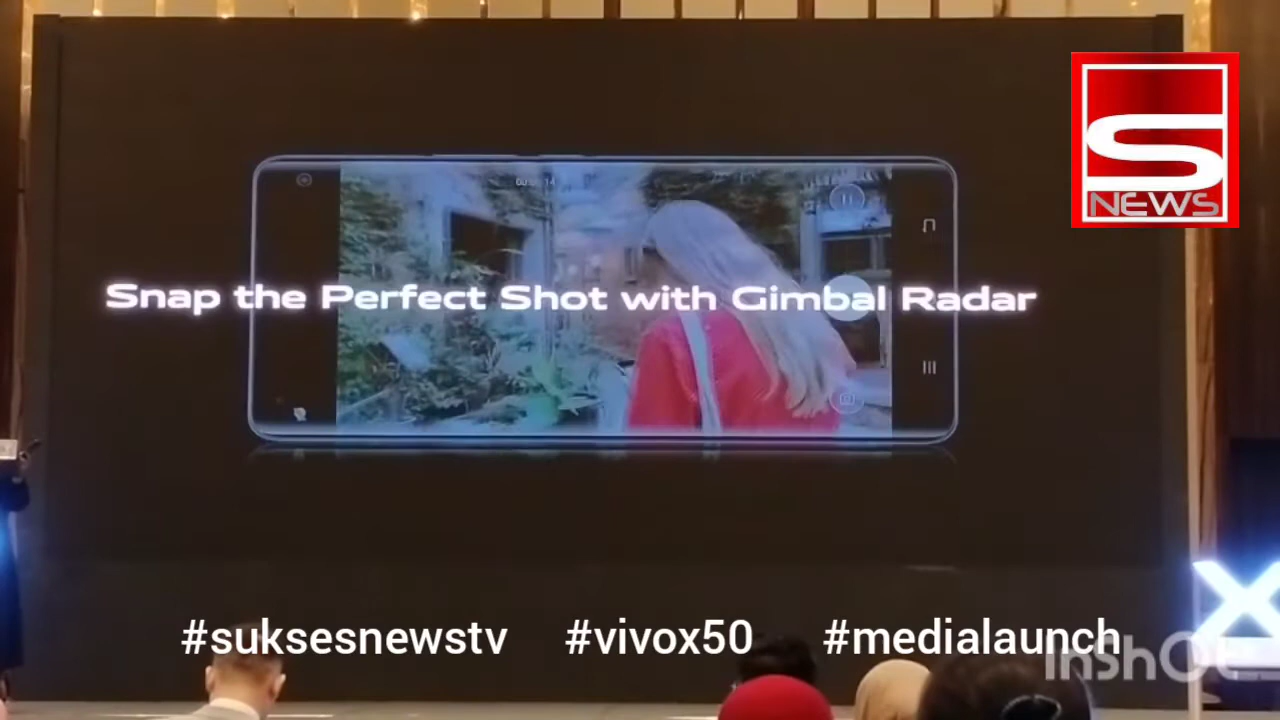 S
NEWS
Snap the Perfect Shot with Gimbal Radar
#suksesnewstv #vivox50 #medialaunch
InShOt
X